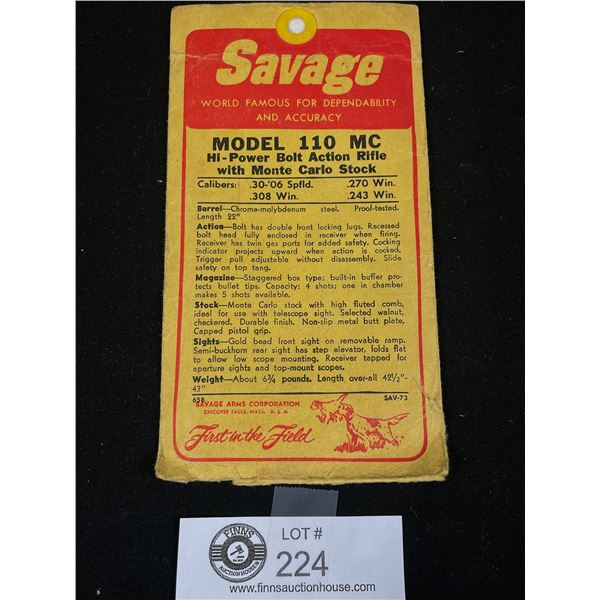 Savage
WORLD FAMOUS FOR DEPENDABILITY
AND ACCURACY
MODEL 110 MC
Hi-Power Bolt Action Rifle
with Monte Carlo Stock
Calibers: .30-'06 Spfld. .270 Win.
.308 Win. .243 Win.
Barrel—Chrome-molybdenum steel. Proof-tested.
Length 22"
Action—Bolt has double front locking lugs. Recessed
bolt head fully enclosed in receiver when firing.
Receiver has twin gas ports for added safety. Cocking
indicator projects upward when action is cocked.
Trigger pull adjustable without disassembly. Slide
safety on top tang.
Magazine—Staggered box type; built-in buffer pro-
tects bullet tips. Capacity: 4 shots; one in chamber
makes 5 shots available.
Stock—Monte Carlo stock with high fluted comb,
ideal for use with telescope sight. Selected walnut,
checkered. Durable finish. Non-slip metal butt plate.
Capped pistol grip.
Sights—Gold bead front sight on removable ramp.
Semi-buckhorn rear sight has step elevator, folds flat
to allow low scope mounting. Receiver tapped for
aperture sights and top-mount scopes.
Weight—About 6¾ pounds. Length over-all 42½"-
43"
658 SAV-73
SAVAGE ARMS CORPORATION
CHICOPEE FALLS, MASS. U. S. A.
First in the Field
FINNS
AUCTIONHOUSE
LOT #
224
www.finnsauctionhouse.com